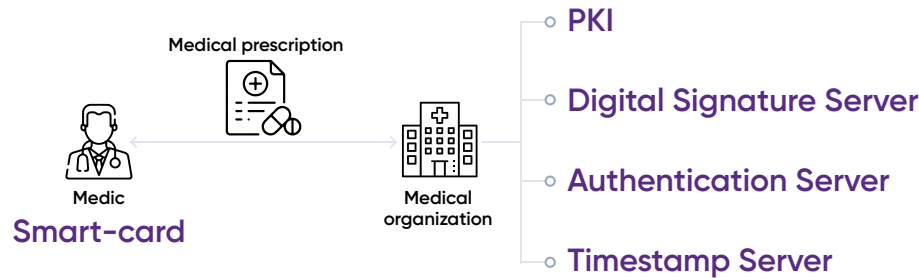 Medical prescription
Medic
Smart-card
Medical
organization
PKI
Digital Signature Server
Authentication Server
Timestamp Server